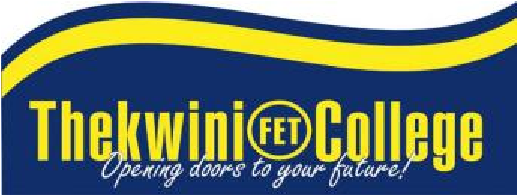 Thekwini FET College
Opening doors to your future!